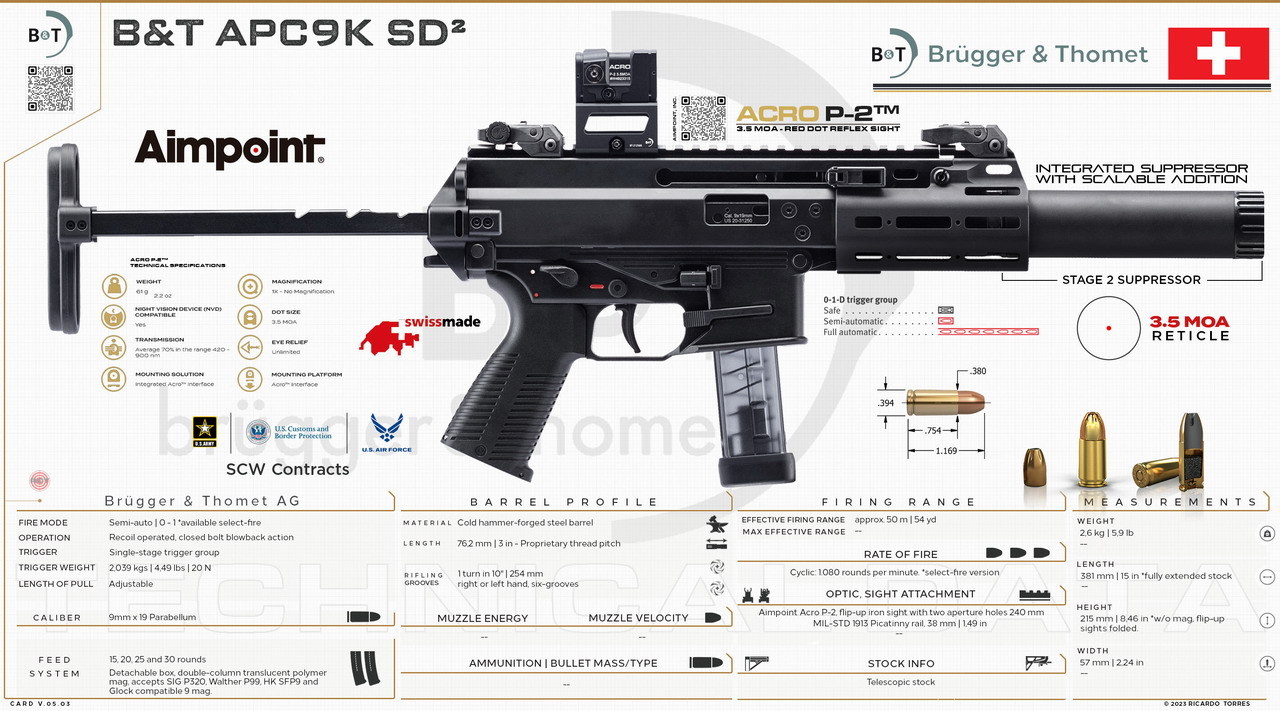 B&T
B&T APC9K SD²
B&T Brügger & Thomet
Aimpoint®
ACRO
P-2 3.5MOA
AIMPOINT, INC.
ACRO P-2™
3.5 MOA - RED DOT REFLEX SIGHT
INTEGRATED SUPPRESSOR
WITH SCALABLE ADDITION
Cal. 9x19mm
US 20-31250
STAGE 2 SUPPRESSOR
ACRO P-2™
TECHNICAL SPECIFICATIONS
WEIGHT
61 g 2.2 oz
MAGNIFICATION
1X - No Magnification
NIGHT VISION DEVICE (NVD)
COMPATIBLE
Yes
DOT SIZE
3.5 MOA
TRANSMISSION
Average 70% in the range 420 -
900 nm
EYE RELIEF
Unlimited
MOUNTING SOLUTION
Integrated Acro™ interface
MOUNTING PLATFORM
Acro™ interface
swissmade
0-1-D trigger group
Safe
Semi-automatic
Full automatic
3.5 MOA
RETICLE
.380
.394
.754
1.169
U.S. ARMY
U.S. Customs and
Border Protection
U.S. AIR FORCE
SCW Contracts
brügger & thomet
TECHNICAL DATA
Brügger & Thomet AG
FIRE MODE Semi-auto | 0 - 1 *available select-fire
OPERATION Recoil operated, closed bolt blowback action
TRIGGER Single-stage trigger group
TRIGGER WEIGHT 2,039 kgs | 4,49 lbs | 20 N
LENGTH OF PULL Adjustable
CALIBER 9mm x 19 Parabellum
FEED
SYSTEM
15, 20, 25 and 30 rounds
Detachable box, double-column translucent polymer
mag, accepts SIG P320, Walther P99, HK SFP9 and
Glock compatible 9 mag.
BARREL PROFILE
MATERIAL Cold hammer-forged steel barrel
LENGTH 76,2 mm | 3 in - Proprietary thread pitch
RIFLING
GROOVES
1 turn in 10" | 254 mm
right or left hand, six-grooves
MUZZLE ENERGY MUZZLE VELOCITY
--
AMMUNITION | BULLET MASS/TYPE
--
FIRING RANGE
EFFECTIVE FIRING RANGE approx. 50 m | 54 yd
MAX EFFECTIVE RANGE --
RATE OF FIRE
Cyclic: 1.080 rounds per minute. *select-fire version
OPTIC, SIGHT ATTACHMENT
Aimpoint Acro P-2, flip-up iron sight with two aperture holes 240 mm
MIL-STD 1913 Picatinny rail, 38 mm | 1,49 in
--
STOCK INFO
Telescopic stock
MEASUREMENTS
WEIGHT
2.6 kg | 5,9 lb
--
LENGTH
381 mm | 15 in *fully extended stock
--
HEIGHT
215 mm | 8,46 in *w/o mag, flip-up
sights folded.
WIDTH
57 mm | 2,24 in
--
CARD V.05.03
© 2023 RICARDO TORRES